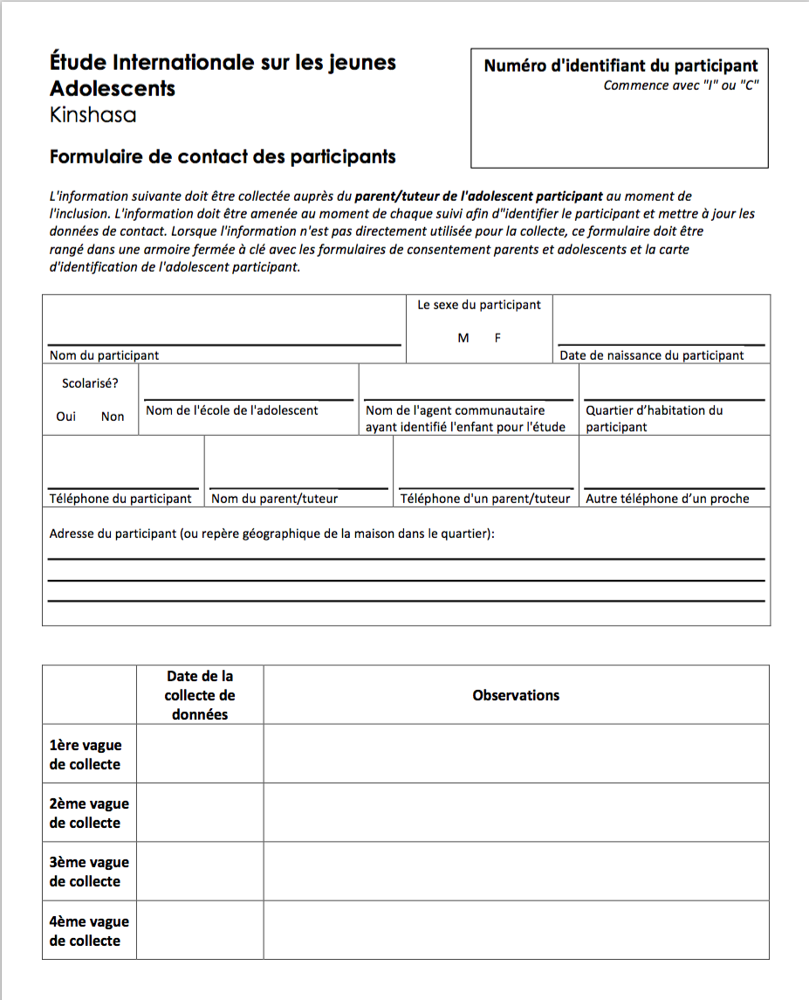 Étude Internationale sur les jeunes
Adolescents
Kinshasa
Formulaire de contact des participants
Numéro d'identifiant du participant
Commence avec "I" ou "C"
L'information suivante doit être collectée auprès du parent/tuteur de l'adolescent participant au moment de
l'inclusion. L'information doit être amenée au moment de chaque suivi afin d"identifier le participant et mettre à jour les
données de contact. Lorsque l'information n'est pas directement utilisée pour la collecte, ce formulaire doit être
rangé dans une armoire fermée à clé avec les formulaires de consentement parents et adolescents et la carte
d'identification de l'adolescent participant.
Nom du participant
Le sexe du participant
M F
Date de naissance du participant
Scolarisé?
Oui Non
Nom de l'école de l'adolescent
Nom de l'agent communautaire
ayant identifié l'enfant pour l'étude
Quartier d’habitation du
participant
Téléphone du participant
Nom du parent/tuteur
Téléphone d'un parent/tuteur
Autre téléphone d’un proche
Adresse du participant (ou repère géographique de la maison dans le quartier):
Date de la
collecte de
données
Observations
1ère vague
de collecte
2ème vague
de collecte
3ème vague
de collecte
4ème vague
de collecte